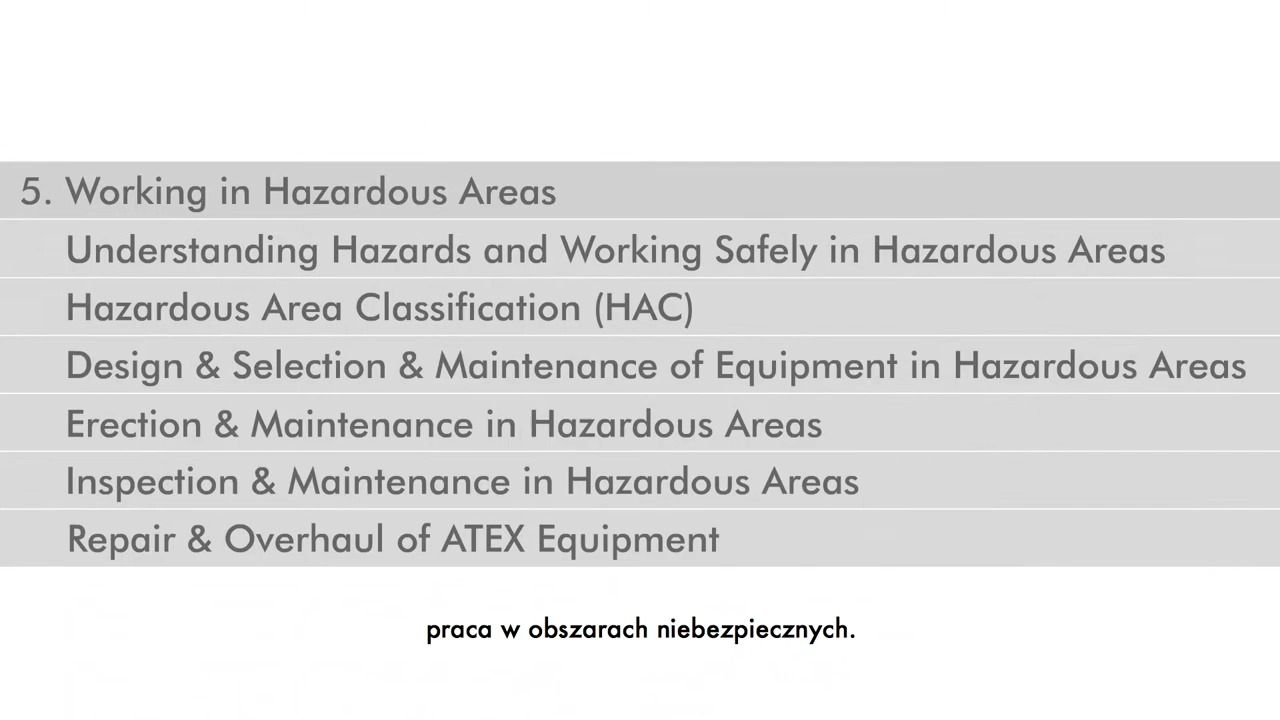 5. Working in Hazardous Areas
Understanding Hazards and Working Safely in Hazardous Areas
Hazardous Area Classification (HAC)
Design & Selection & Maintenance of Equipment in Hazardous Areas
Erection & Maintenance in Hazardous Areas
Inspection & Maintenance in Hazardous Areas
Repair & Overhaul of ATEX Equipment
praca w obszarach niebezpiecznych.